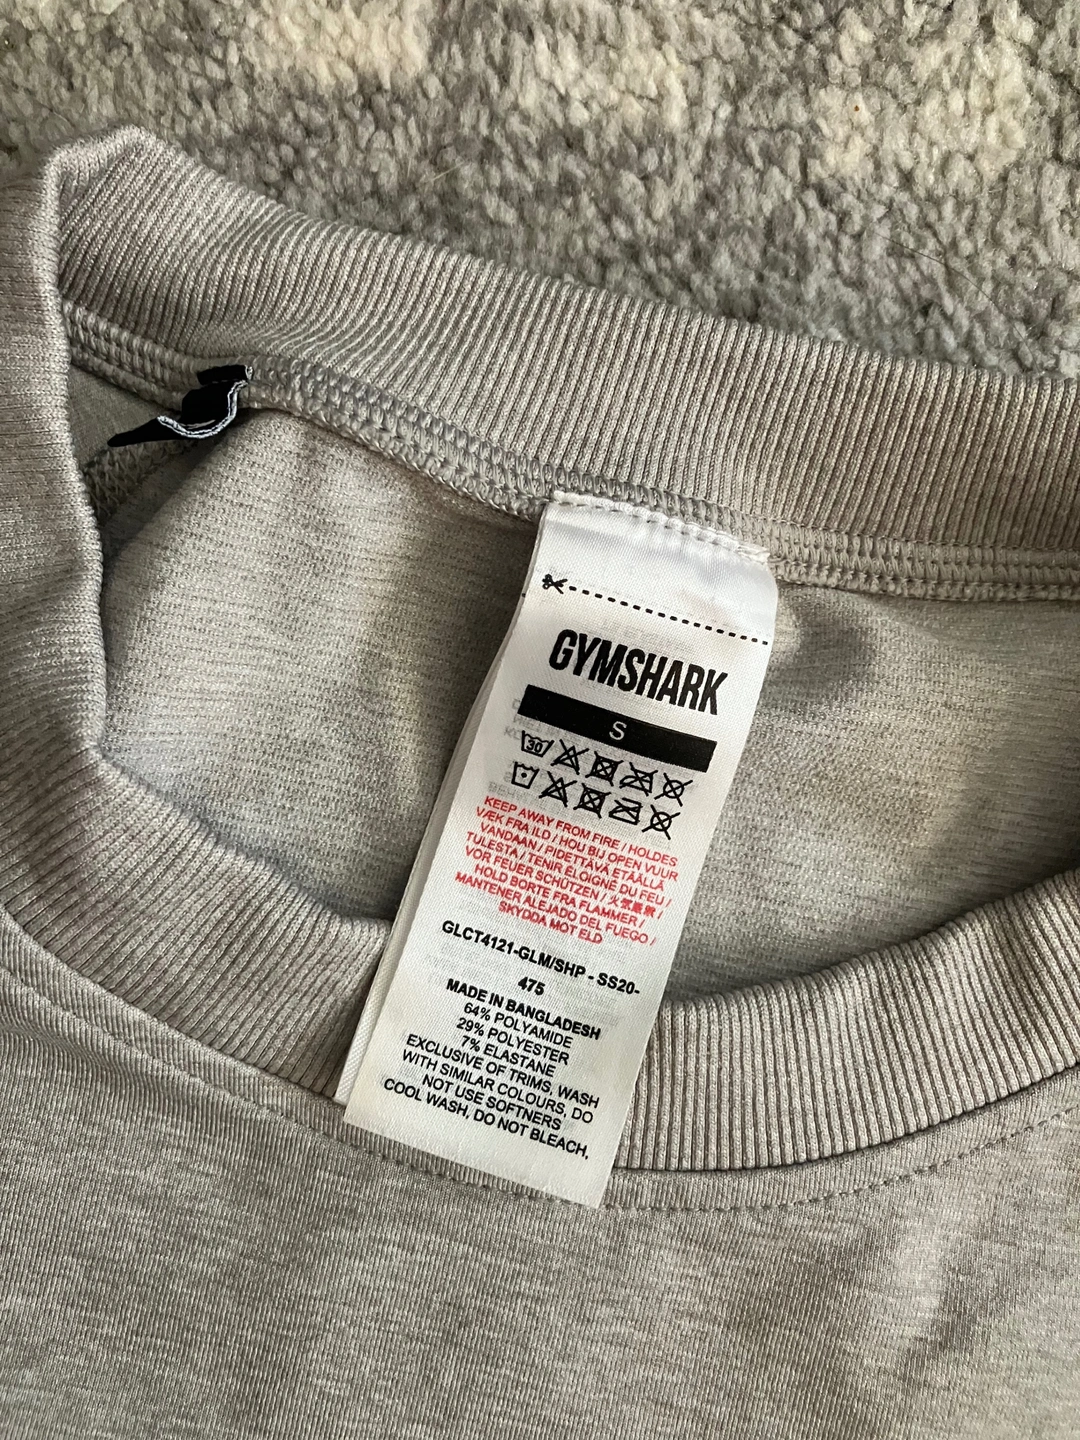 GYMSHARK
S
30
KEEP AWAY FROM FIRE / HOLDES
VÆK FRA ILD / HOU BIJ OPEN VUUR
VANDAAN / PIDETTÄVÄ ETÄÄLLÄ
TULESTA / TENIR ÉLOIGNÉ DU FEU /
VOR FEUER SCHÜTZEN / 火気厳禁 /
HOLD BORTE FRA FLAMMER /
MANTENER ALEJADO DEL FUEGO /
SKYDDA MOT ELD
GLCT4121-GLM/SHP - SS20-
475
MADE IN BANGLADESH
64% POLYAMIDE
29% POLYESTER
7% ELASTANE
EXCLUSIVE OF TRIMS, WASH
WITH SIMILAR COLOURS, DO
NOT USE SOFTNERS
COOL WASH, DO NOT BLEACH,